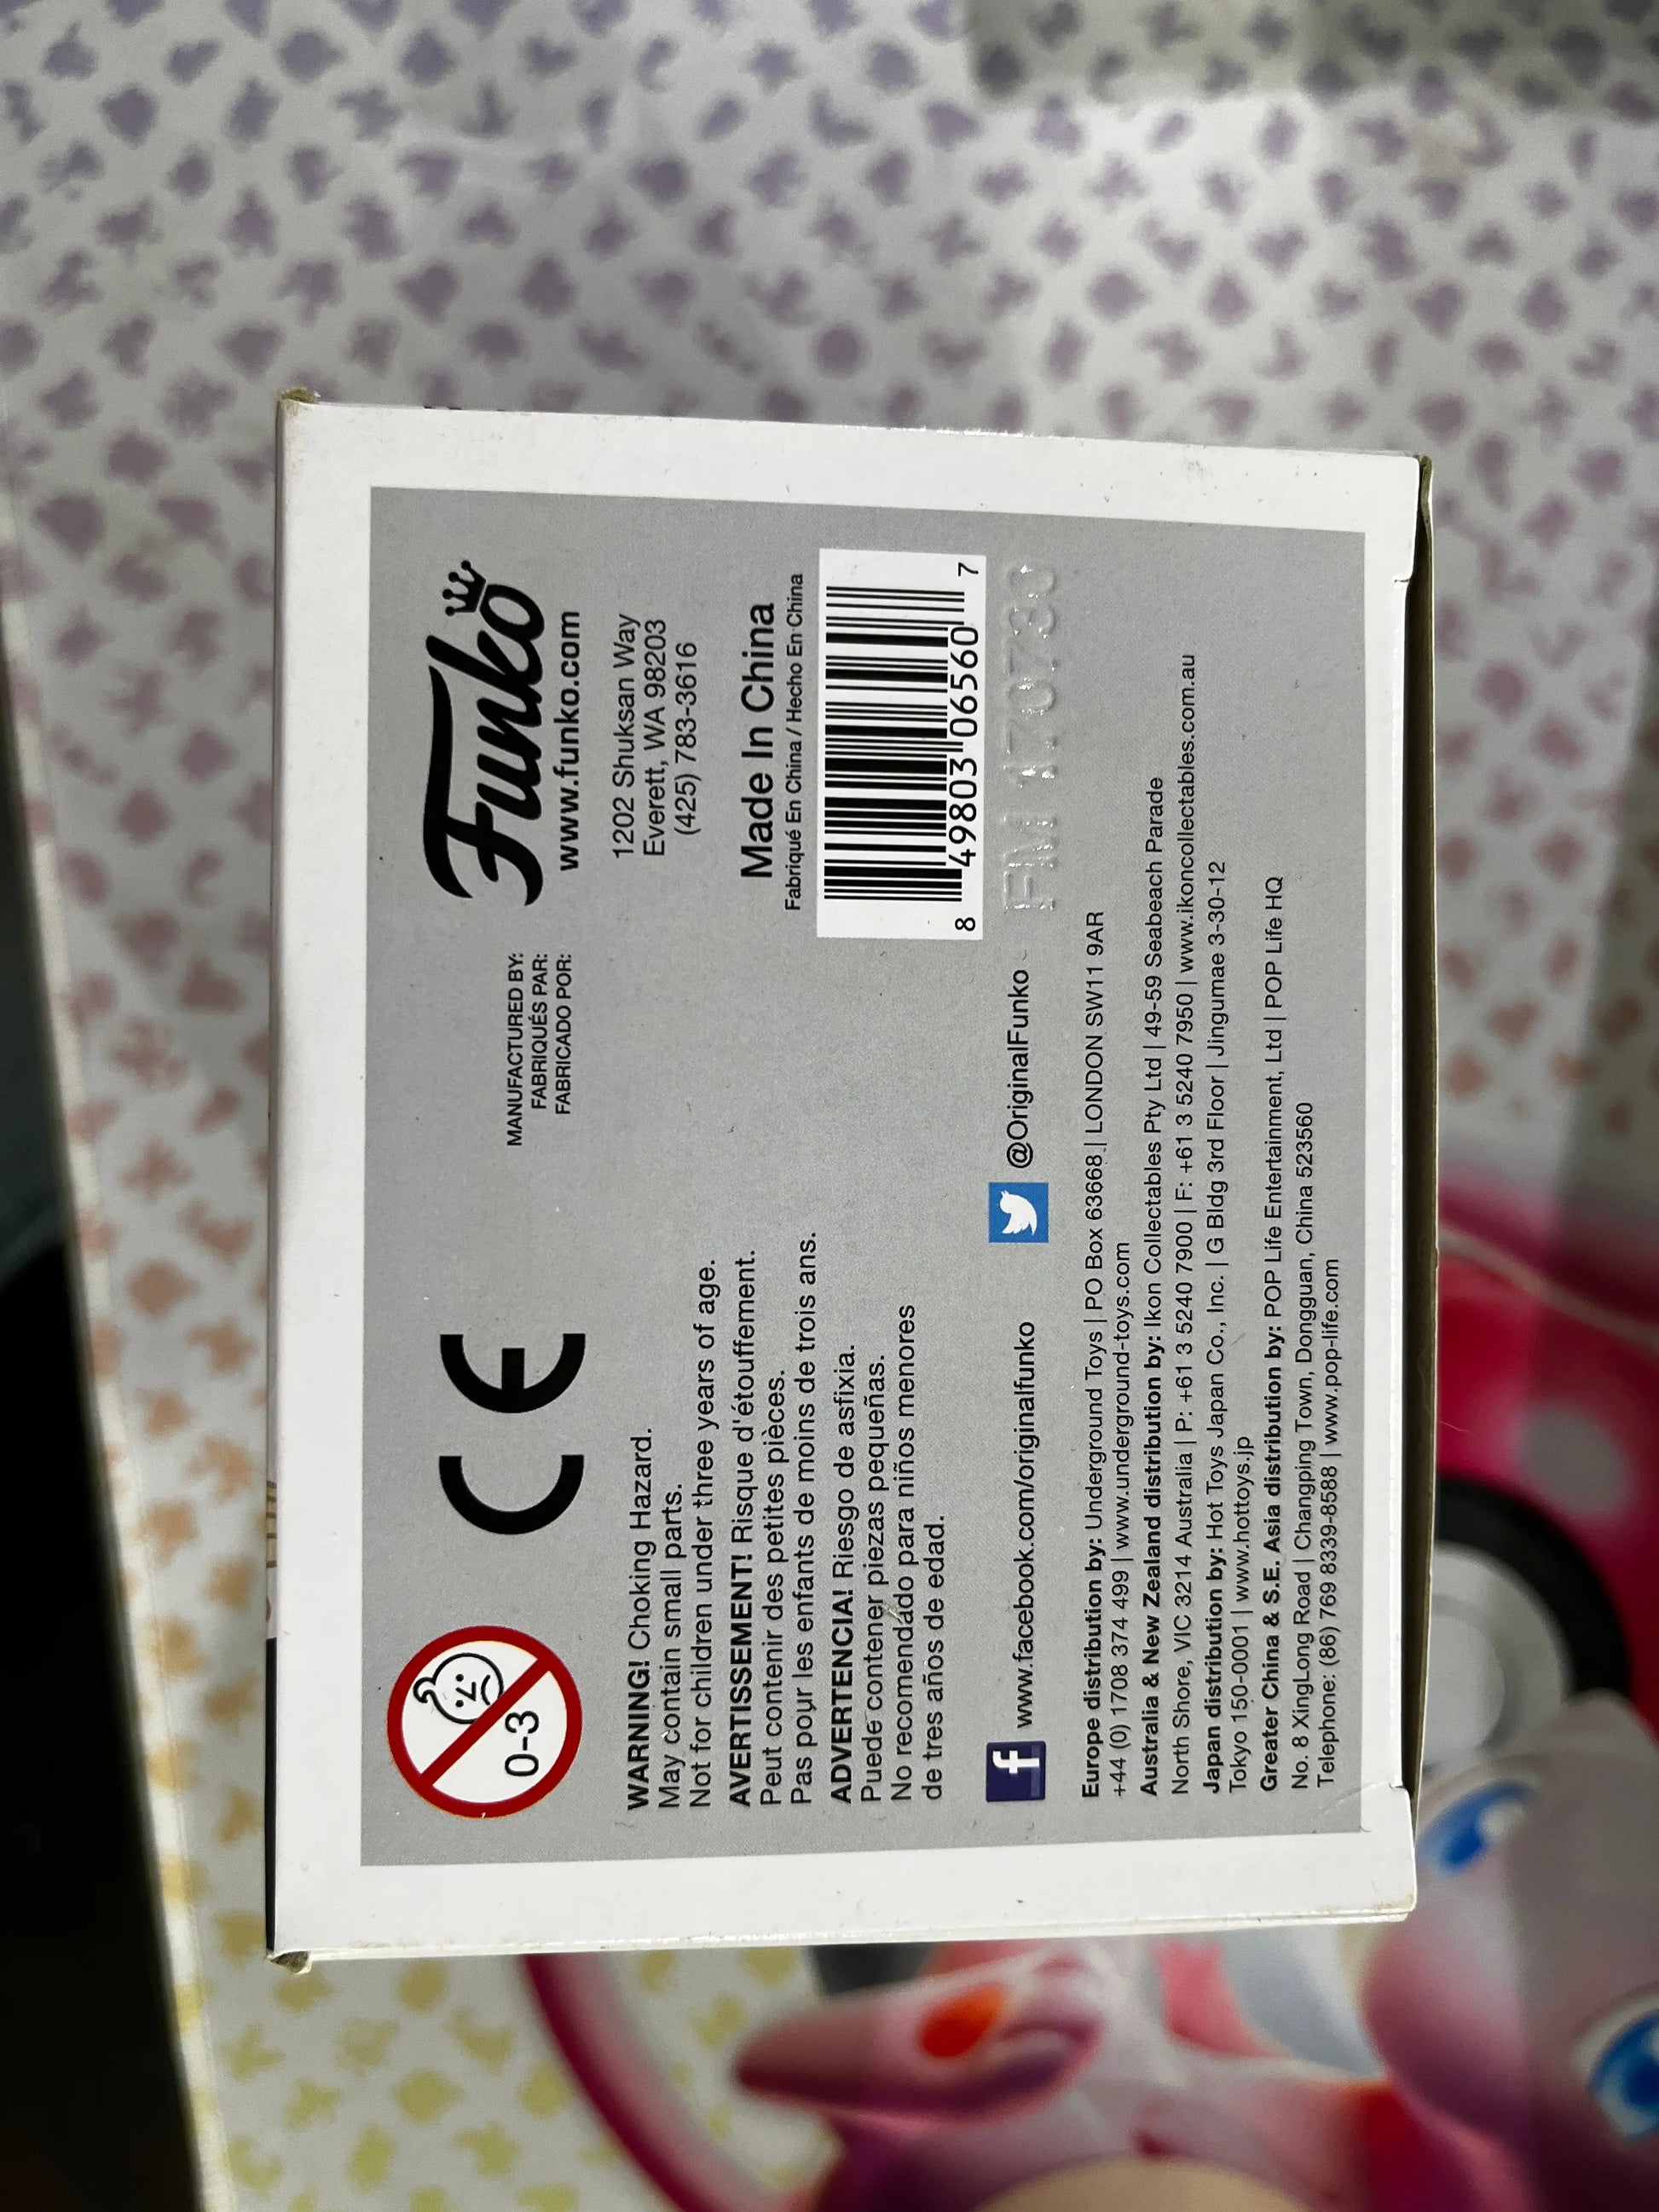 0-3
CE
MANUFACTURED BY:
FABRIQUÉS PAR:
FABRICADO POR:
Funko
www.funko.com
1202 Shuksan Way
Everett, WA 98203
(425) 783-3616
Made In China
Fabriqué En China / Hecho En China
8 49803 06560 7
WARNING! Choking Hazard.
May contain small parts.
Not for children under three years of age.
AVERTISSEMENT! Risque d'étouffement.
Peut contenir des petites pièces.
Pas pour les enfants de moins de trois ans.
ADVERTENCIA! Riesgo de asfixia.
Puede contener piezas pequeñas.
No recomendado para niños menores
de tres años de edad.
f www.facebook.com/originalfunko
@OriginalFunko
Europe distribution by: Underground Toys | PO Box 63668 | LONDON SW11 9AR
+44 (0) 1708 374 499 | www.underground-toys.com
Australia & New Zealand distribution by: Ikon Collectables Pty Ltd | 49-59 Seabeach Parade
North Shore, VIC 3214 Australia | P: +61 3 5240 7900 | F: +61 3 5240 7950 | www.ikoncollectables.com.au
Japan distribution by: Hot Toys Japan Co., Inc. | G Bldg 3rd Floor | Jingumae 3-30-12
Tokyo 150-0001 | www.hottoys.jp
Greater China & S.E. Asia distribution by: POP Life Entertainment, Ltd | POP Life HQ
No. 8 XingLong Road | Changping Town, Dongguan, China 523560
Telephone: (86) 769 8339-8588 | www.pop-life.com